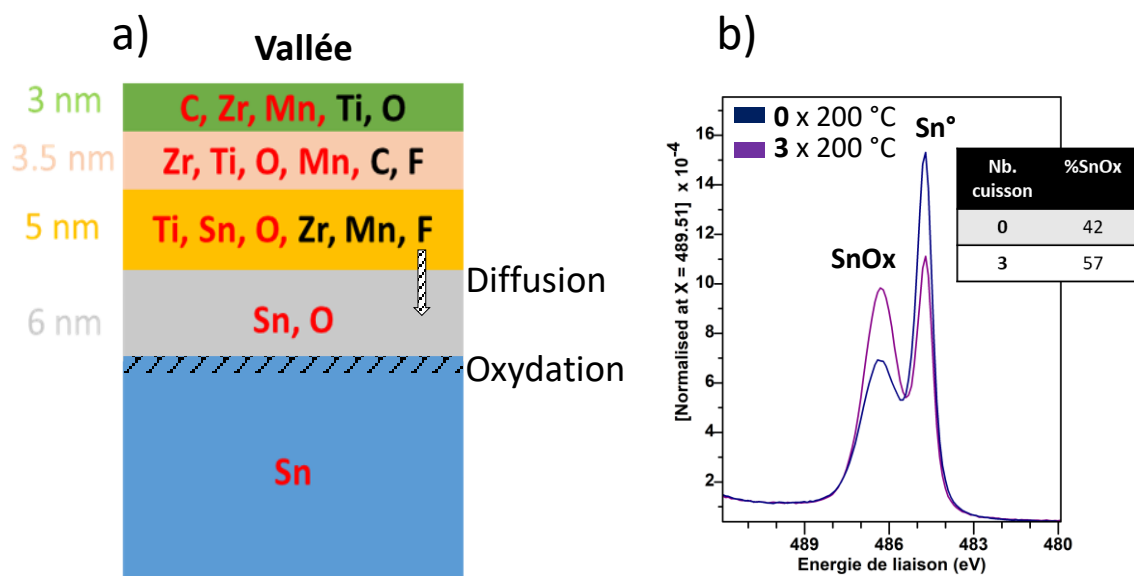 a)
Vallée
3 nm
C, Zr, Mn, Ti, O
3.5 nm
Zr, Ti, O, Mn, C, F
5 nm
Ti, Sn, O, Zr, Mn, F
Diffusion
6 nm
Sn, O
Oxydation
Sn
b)
0 x 200 °C
3 x 200 °C
Sn°
SnOx
Nb. cuisson %SnOx
0 42
3 57
[Normalised at X = 489.51] x 10⁻⁴
16
14
12
10
8
6
4
2
489 486 483 480
Energie de liaison (eV)